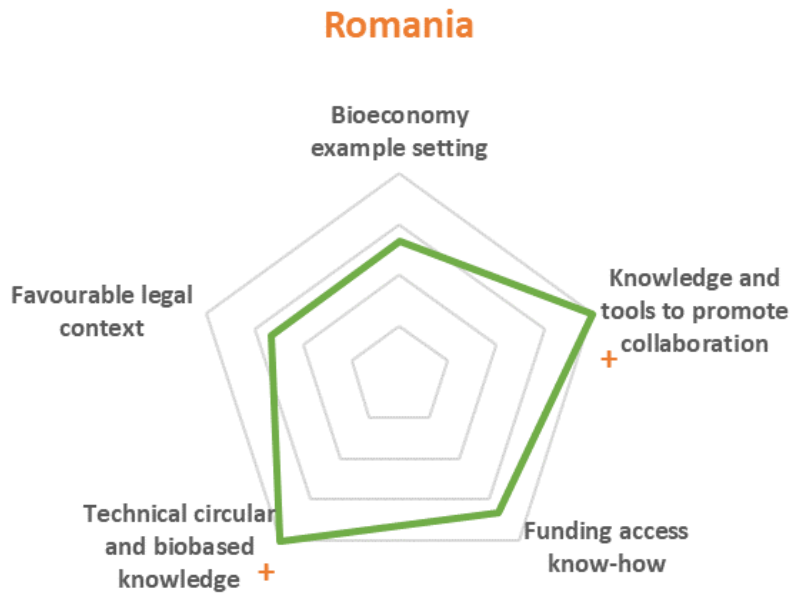 Romania
Bioeconomy
example setting
Knowledge and
tools to promote
collaboration
+
Favourable legal
context
Technical circular
and biobased
knowledge
+
Funding access
know-how